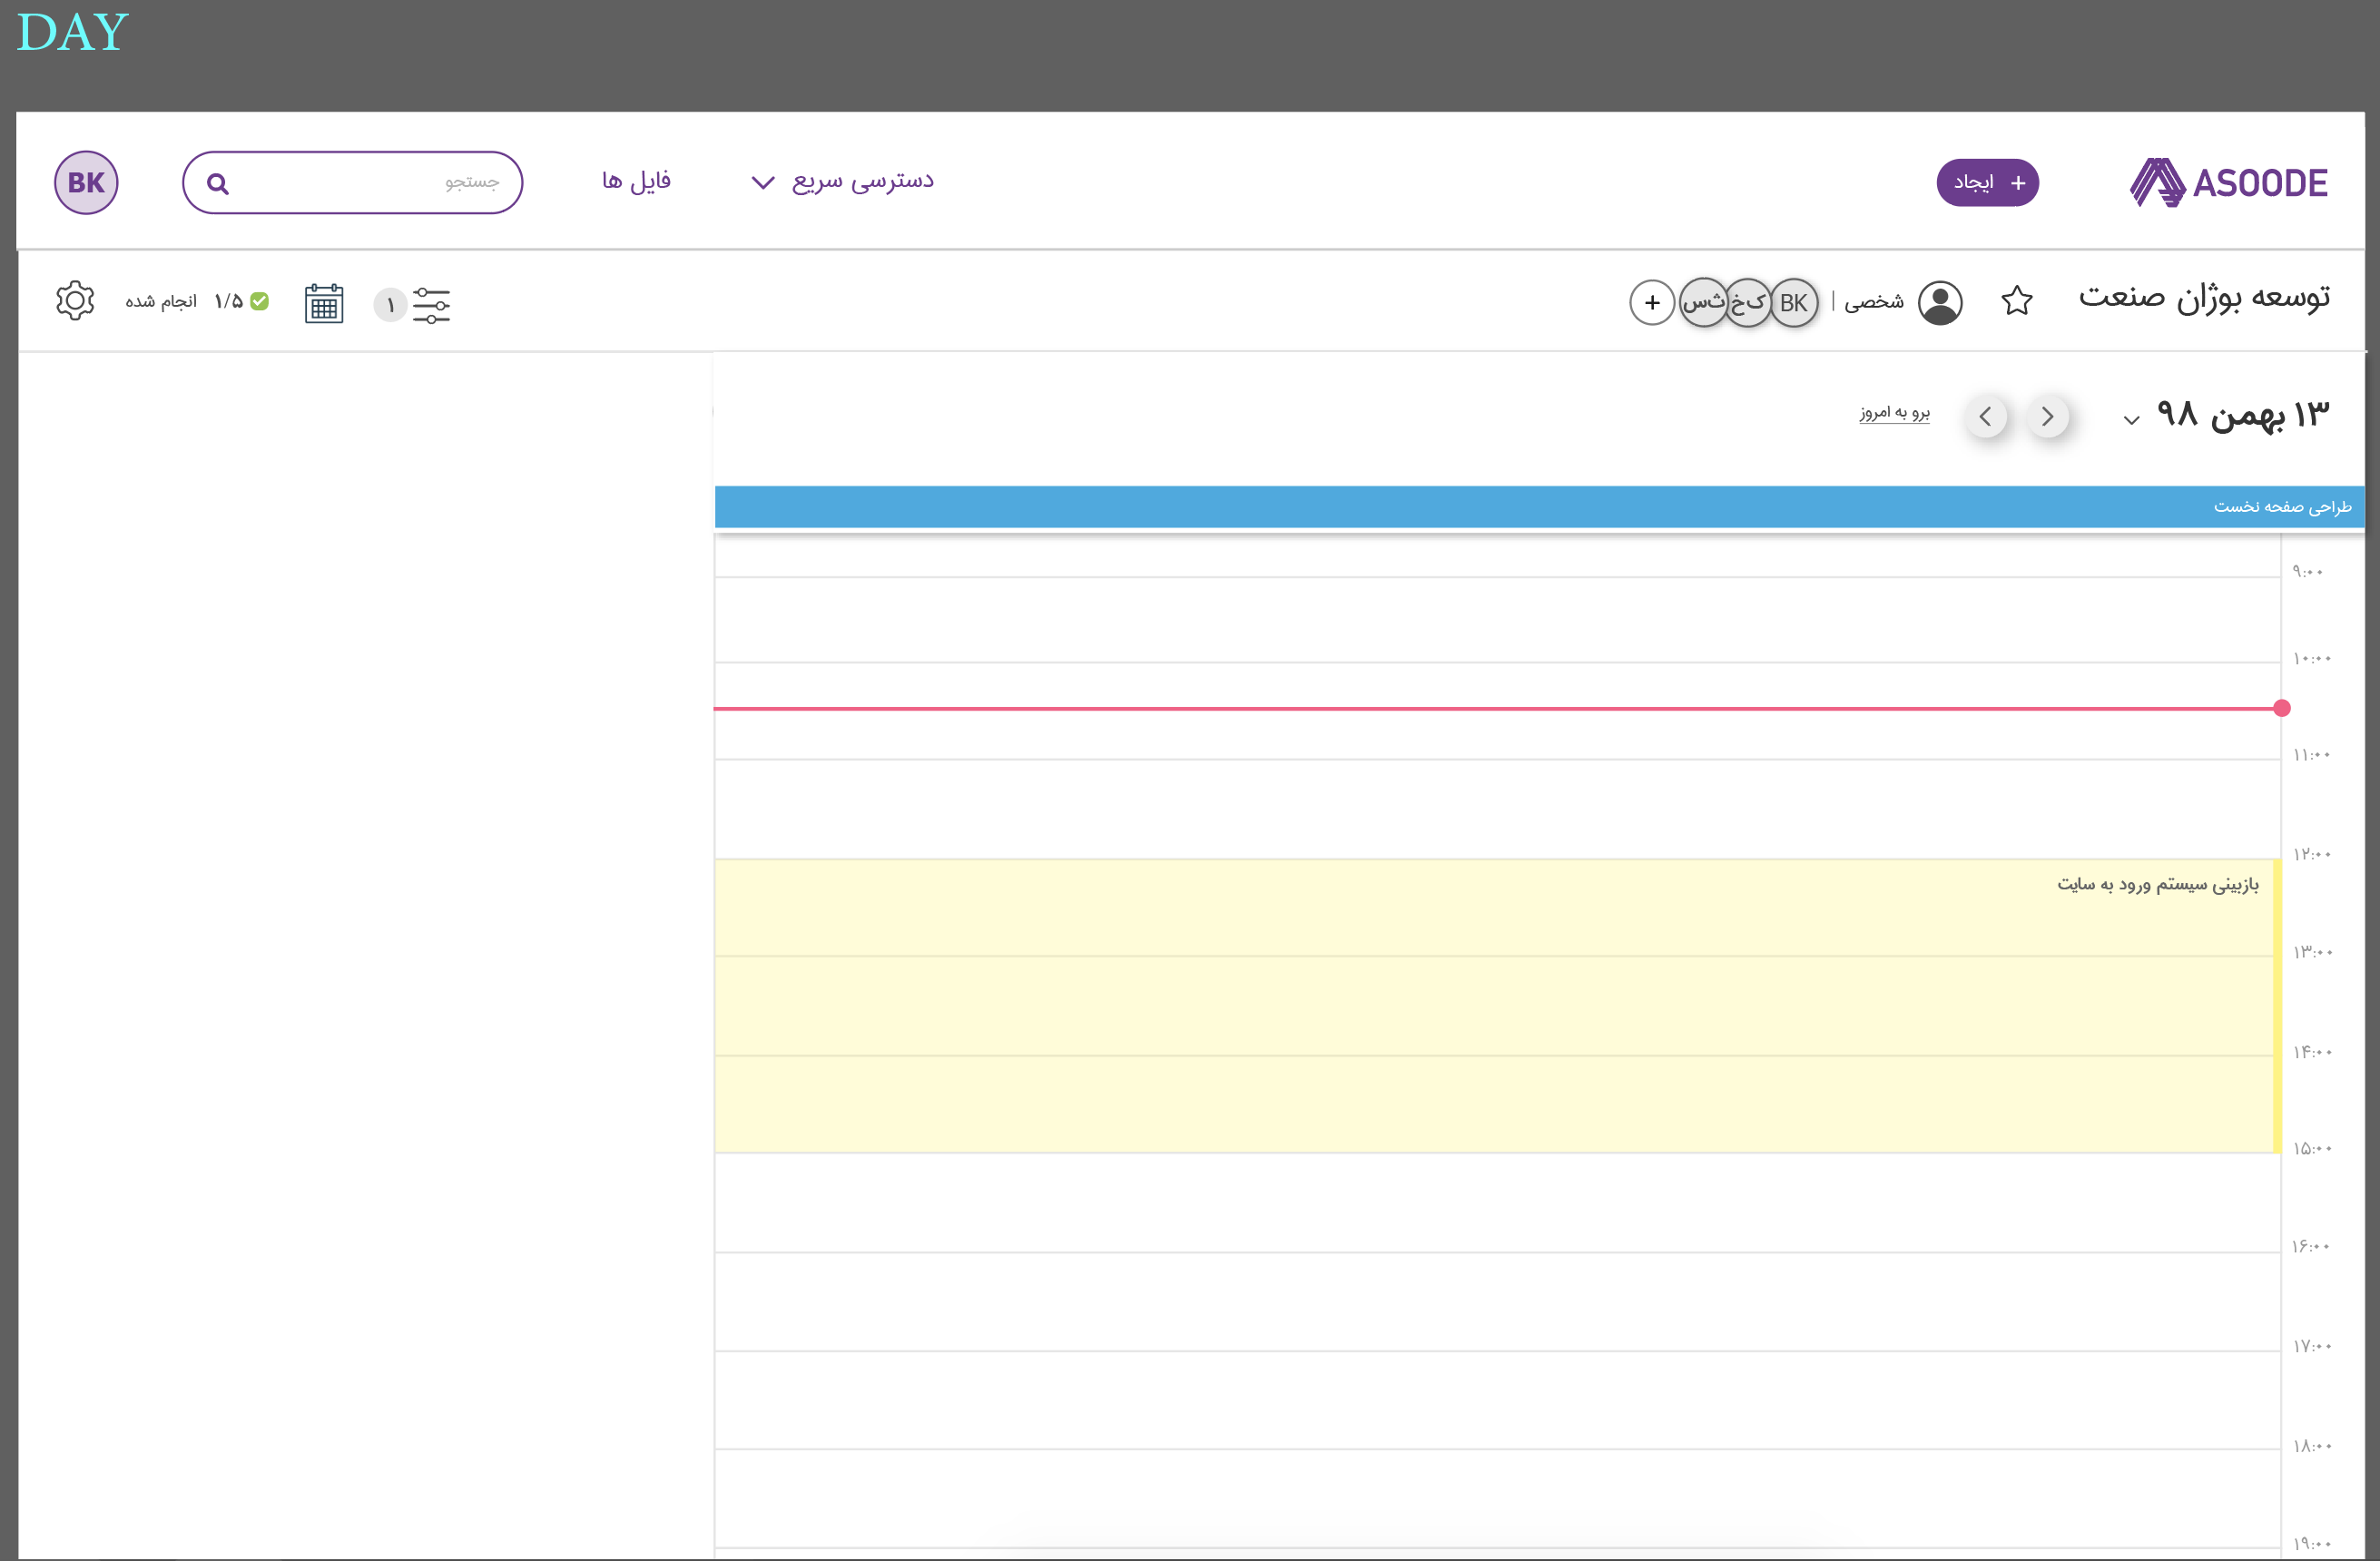 DAY
ASOODE
+ ایجاد
دسترسی سریع
فایل ها
جستجو
BK
توسعه بوژان صنعت
شخصی
BK
ک‌خ
ث‌س
+
۱
۱/۵ انجام شده
۱۳ بهمن ۹۸
برو به امروز
طراحی صفحه نخست
۹:۰۰
۱۰:۰۰
۱۱:۰۰
۱۲:۰۰
بازبینی سیستم ورود به سایت
۱۳:۰۰
۱۴:۰۰
۱۵:۰۰
۱۶:۰۰
۱۷:۰۰
۱۸:۰۰
۱۹:۰۰